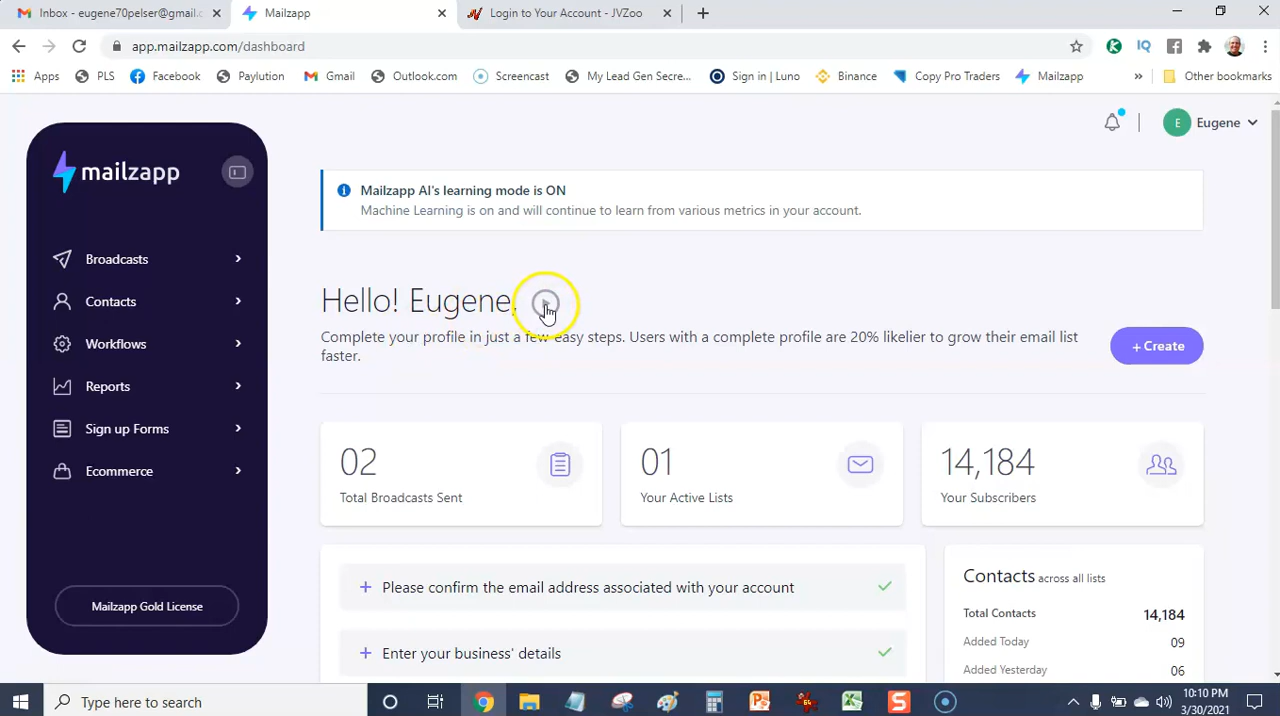 Inbox - eugene70pelser@gmail.c
Mailzapp
Login to Your Account - JVZoo
app.mailzapp.com/dashboard
Apps
PLS
Facebook
Paylution
Gmail
Outlook.com
Screencast
My Lead Gen Secre...
Sign in | Luno
Binance
Copy Pro Traders
Mailzapp
»
Other bookmarks
mailzapp
E
Eugene
Mailzapp AI's learning mode is ON
Machine Learning is on and will continue to learn from various metrics in your account.
Broadcasts
Contacts
Workflows
Reports
Sign up Forms
Ecommerce
Mailzapp Gold License
Hello! Eugene,
Complete your profile in just a few easy steps. Users with a complete profile are 20% likelier to grow their email list
faster.
+ Create
02
Total Broadcasts Sent
01
Your Active Lists
14,184
Your Subscribers
+ Please confirm the email address associated with your account
+ Enter your business' details
Contacts across all lists
Total Contacts 14,184
Added Today 09
Added Yesterday 06
Type here to search
10:10 PM
3/30/2021